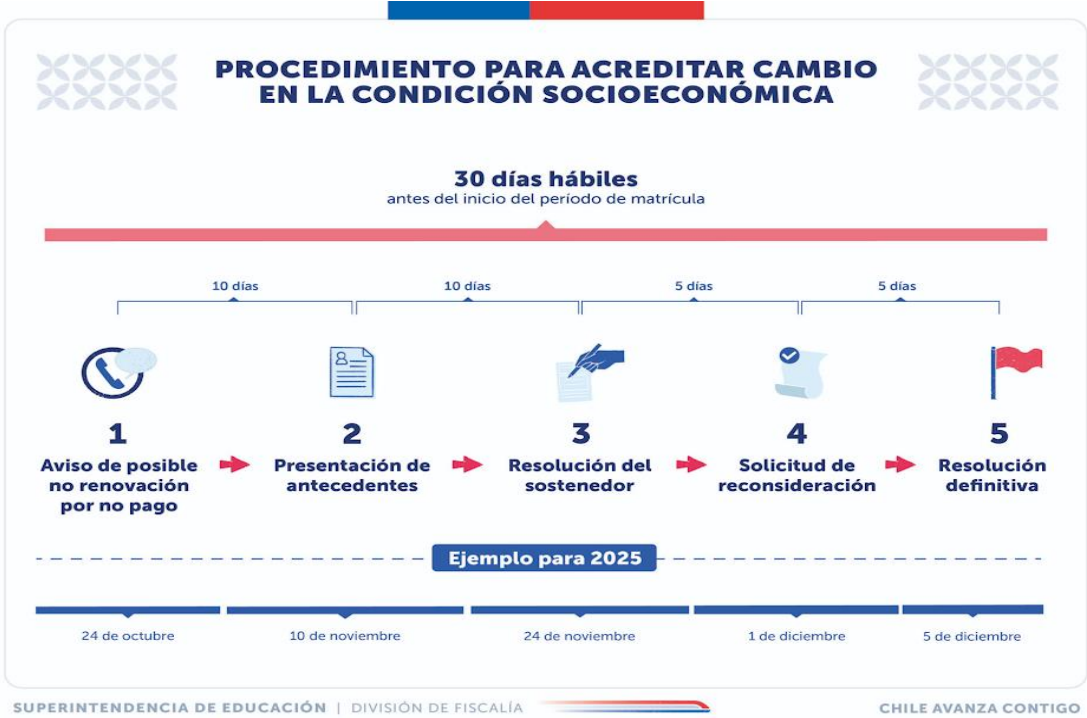 PROCEDIMIENTO PARA ACREDITAR CAMBIO
EN LA CONDICIÓN SOCIOECONÓMICA
30 días hábiles
antes del inicio del período de matrícula
10 días
10 días
5 días
5 días
1
Aviso de posible
no renovación
por no pago
2
Presentación de
antecedentes
3
Resolución del
sostenedor
4
Solicitud de
reconsideración
5
Resolución
definitiva
Ejemplo para 2025
24 de octubre
10 de noviembre
24 de noviembre
1 de diciembre
5 de diciembre
SUPERINTENDENCIA DE EDUCACIÓN | DIVISIÓN DE FISCALÍA
CHILE AVANZA CONTIGO